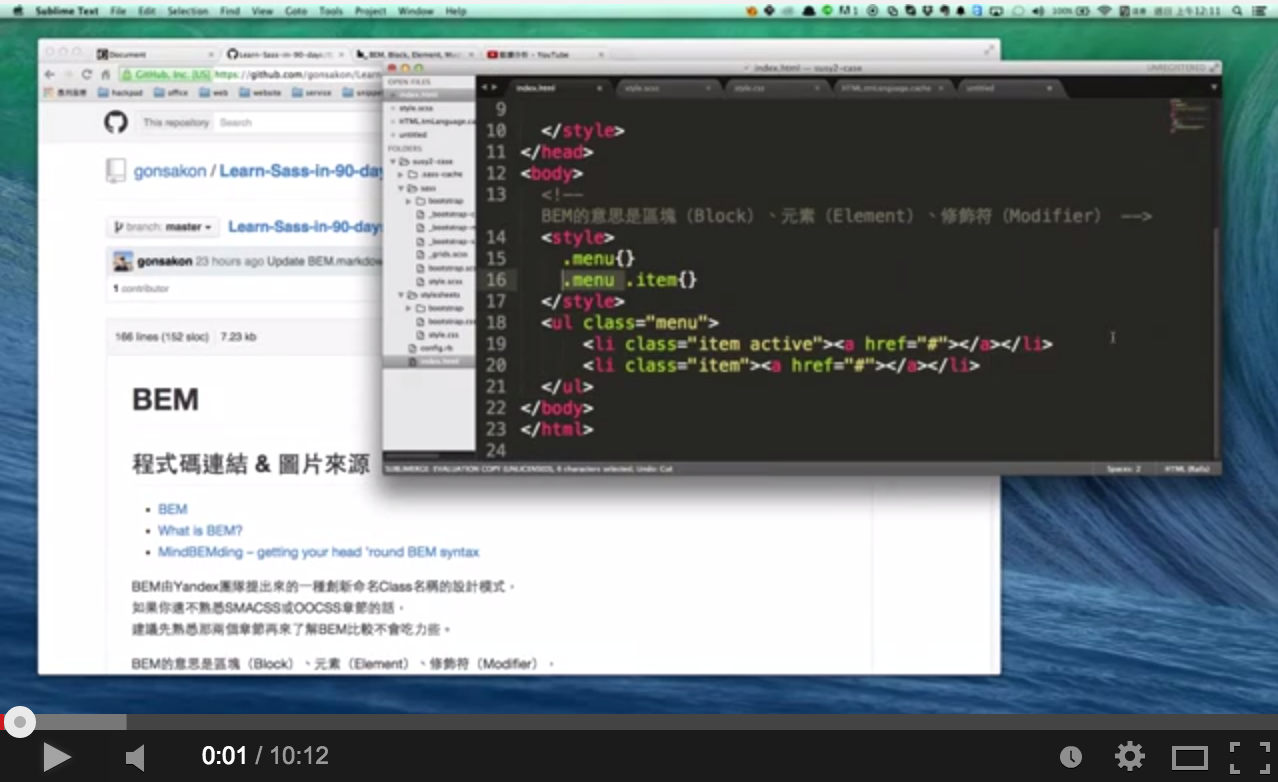 Sublime Text File Edit Selection Find View Goto Tools Project Window Help
100% 上午12:11
Document
Learn-Sass-in-90-days
BEM, Block, Element,
YouTube
GitHub, Inc. [US] https://github.com/gonsakon/Learn
hackpad office web website service
This repository Search
gonsakon / Learn-Sass-in-90-da
branch: master Learn-Sass-in-90-day
gonsakon 23 hours ago Update BEM.markdow
1 contributor
166 lines (152 sloc) 7.23 kb
BEM
程式碼連結 & 圖片來源
BEM
What is BEM?
MindBEMding – getting your head 'round BEM syntax
BEM由Yandex團隊提出來的一種創新命名Class名稱的設計模式。
如果你還不熟悉SMACSS或OOCSS章節的話，
建議先熟悉那兩個章節再來了解BEM比較不會吃力些。
BEM的意思是區塊（Block）、元素（Element）、修飾符（Modifier），
index.html — susy2-case
UNREGISTERED
OPEN FILES
index.html
style.scss
HTML.tmLanguage.ca
untitled
FOLDERS
susy2-case
.sass-cache
sass
bootstrap
_bootstrap-c
_bootstrap-m
_bootstrap-v
_grids.scss
bootstrap.sc
style.scss
stylesheets
bootstrap
bootstrap.cs
style.css
config.rb
index.html
index.html style.scss style.css HTML.tmLanguage.cache untitled
9
10 </style>
11 </head>
12 <body>
13 <!--
BEM的意思是區塊（Block）、元素（Element）、修飾符（Modifier） -->
14 <style>
15 .menu{}
16 .menu .item{}
17 </style>
18 <ul class="menu">
19 <li class="item active"><a href="#"></a></li>
20 <li class="item"><a href="#"></a></li>
21 </ul>
22 </body>
23 </html>
24
SUBLIMERGE: EVALUATION COPY (UNLICENSED), 6 characters selected, Undo: Cut
Spaces: 2 HTML (Rails)
0:01 / 10:12